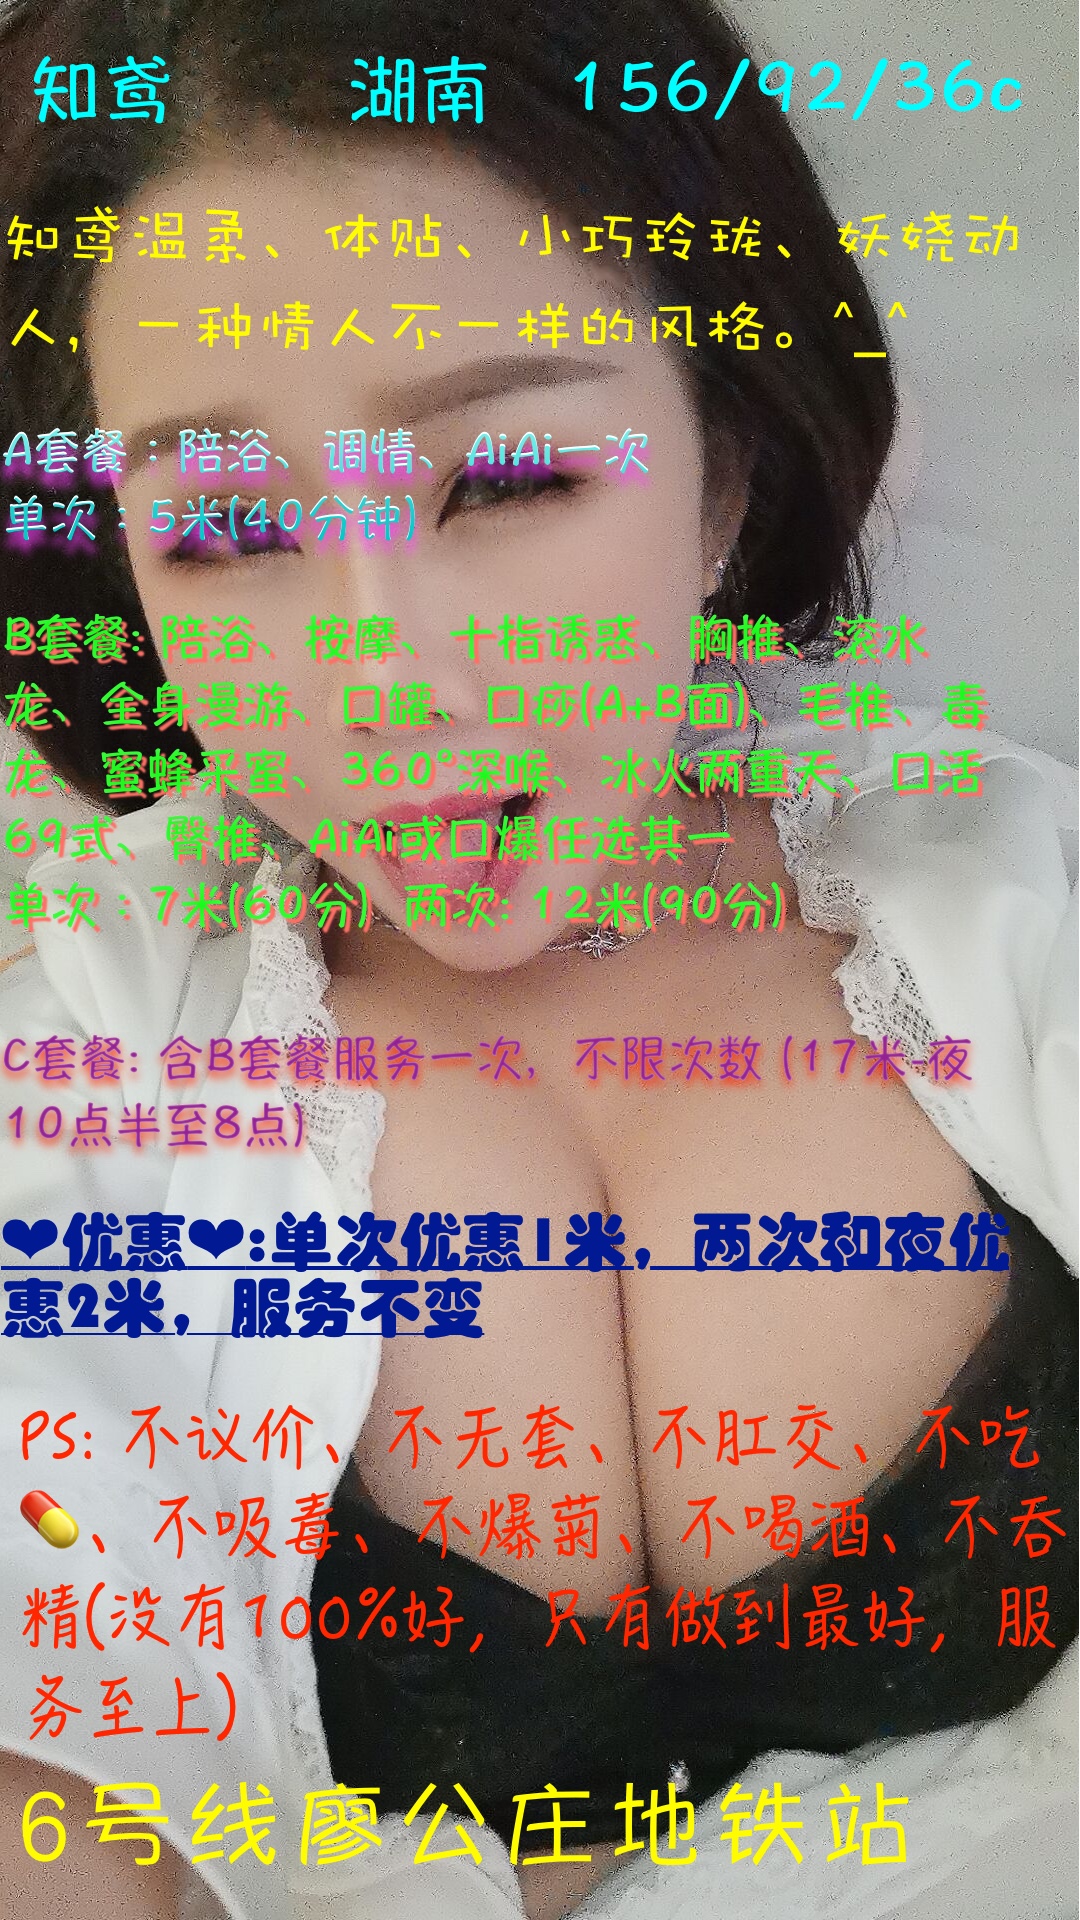 知鸢 湖南 156/92/36c
知鸢温柔、体贴、小巧玲珑、妖娆动
人，一种情人不一样的风格。^_^
A套餐：陪浴、调情、AiAi一次
单次：5米(40分钟)
B套餐: 陪浴、按摩、十指诱惑、胸推、滚水
龙、全身漫游、口罐、口痧(A+B面)、毛推、毒
龙、蜜蜂采蜜、360°深喉、冰火两重天、口活
69式、臀推、AiAi或口爆任选其一
单次：7米(60分) 两次: 12米(90分)
C套餐: 含B套餐服务一次，不限次数 (17米-夜
10点半至8点)
❤优惠❤:单次优惠1米，两次和夜优
惠2米，服务不变
PS: 不议价、不无套、不肛交、不吃
💊、不吸毒、不爆菊、不喝酒、不吞
精(没有100%好，只有做到最好，服
务至上)
6号线廖公庄地铁站